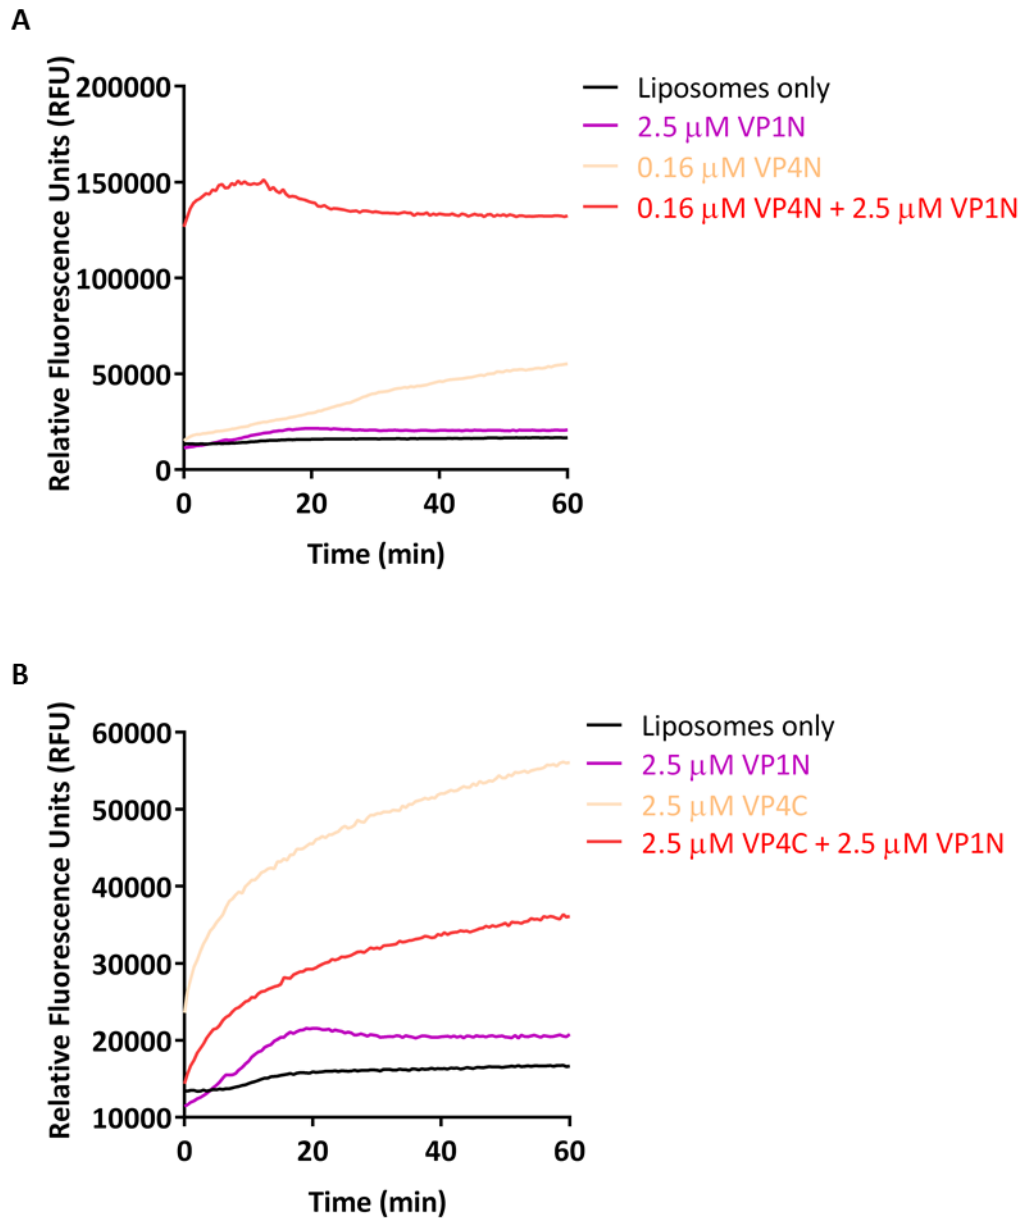 A
Relative Fluorescence Units (RFU)
200000
150000
100000
50000
0
0 20 40 60
Time (min)
Liposomes only
2.5 μM VP1N
0.16 μM VP4N
0.16 μM VP4N + 2.5 μM VP1N
B
Relative Fluorescence Units (RFU)
60000
50000
40000
30000
20000
10000
0 20 40 60
Time (min)
Liposomes only
2.5 μM VP1N
2.5 μM VP4C
2.5 μM VP4C + 2.5 μM VP1N